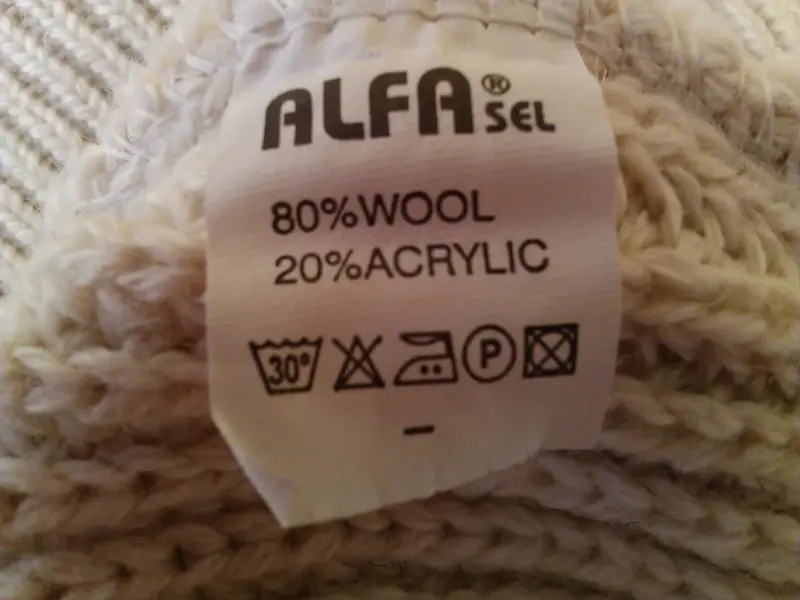 ALFA® SEL
80%WOOL
20%ACRYLIC
30° P
-